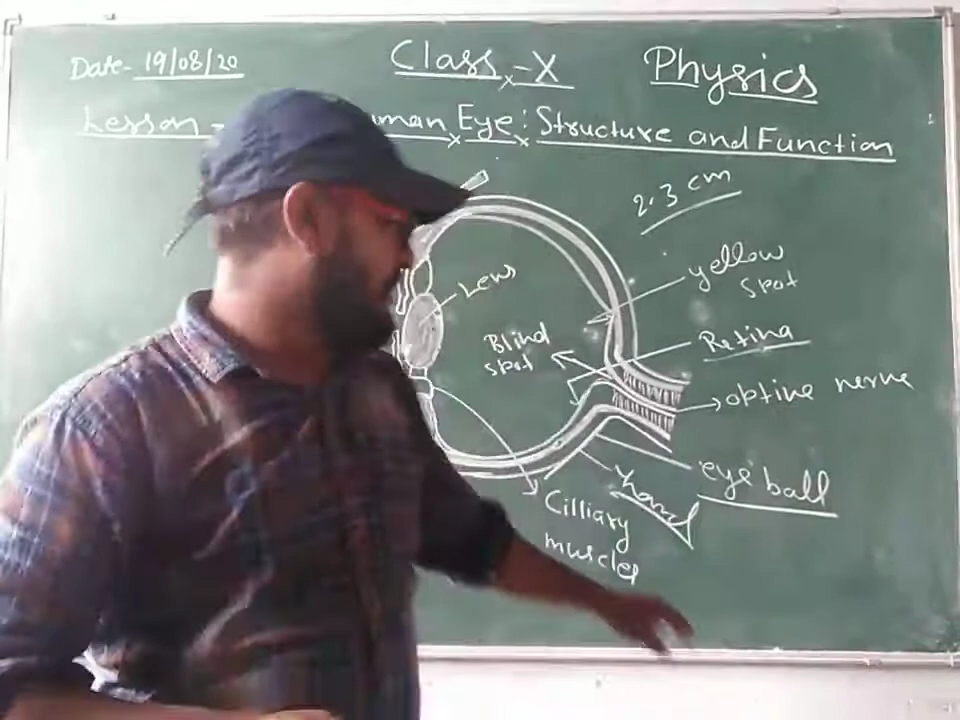 Date- 19/08/20
Class-X
Physics
Lesson -
uman Eye: Structure and Function
2.3 cm
yellow
spot
Lens
Blind
spot
Retina
optine nerve
eye ball
Cilliary
muscles